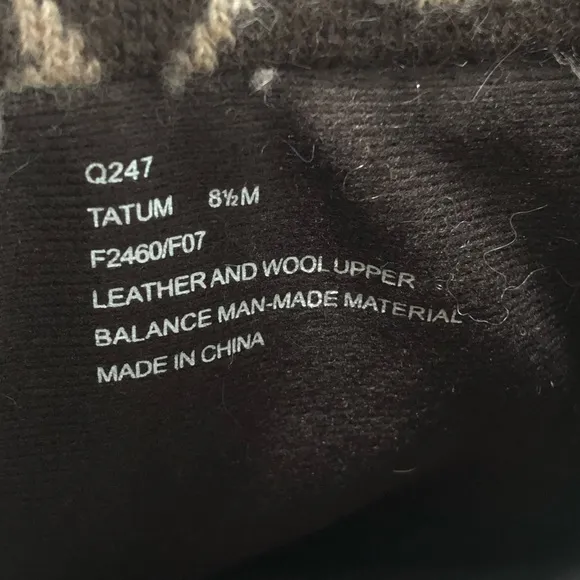 Q247
TATUM 8½M
F2460/F07
LEATHER AND WOOL UPPER
BALANCE MAN-MADE MATERIAL
MADE IN CHINA